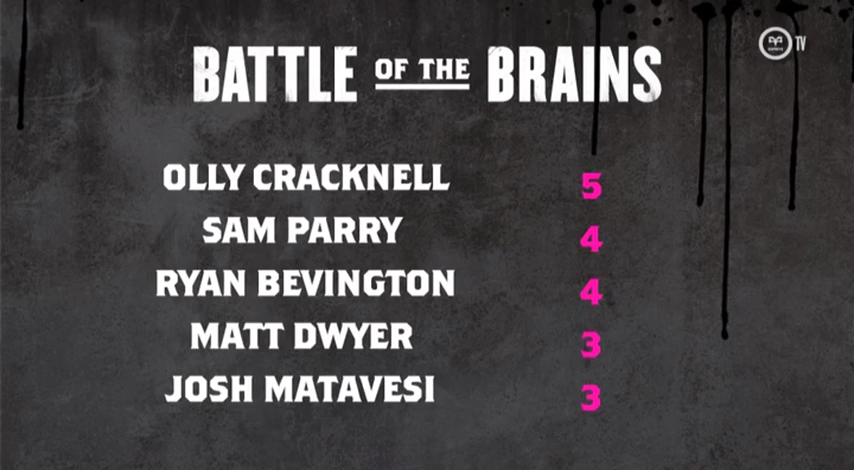 BATTLE OF THE BRAINS
OLLY CRACKNELL 5
SAM PARRY 4
RYAN BEVINGTON 4
MATT DWYER 3
JOSH MATAVESI 3
TV